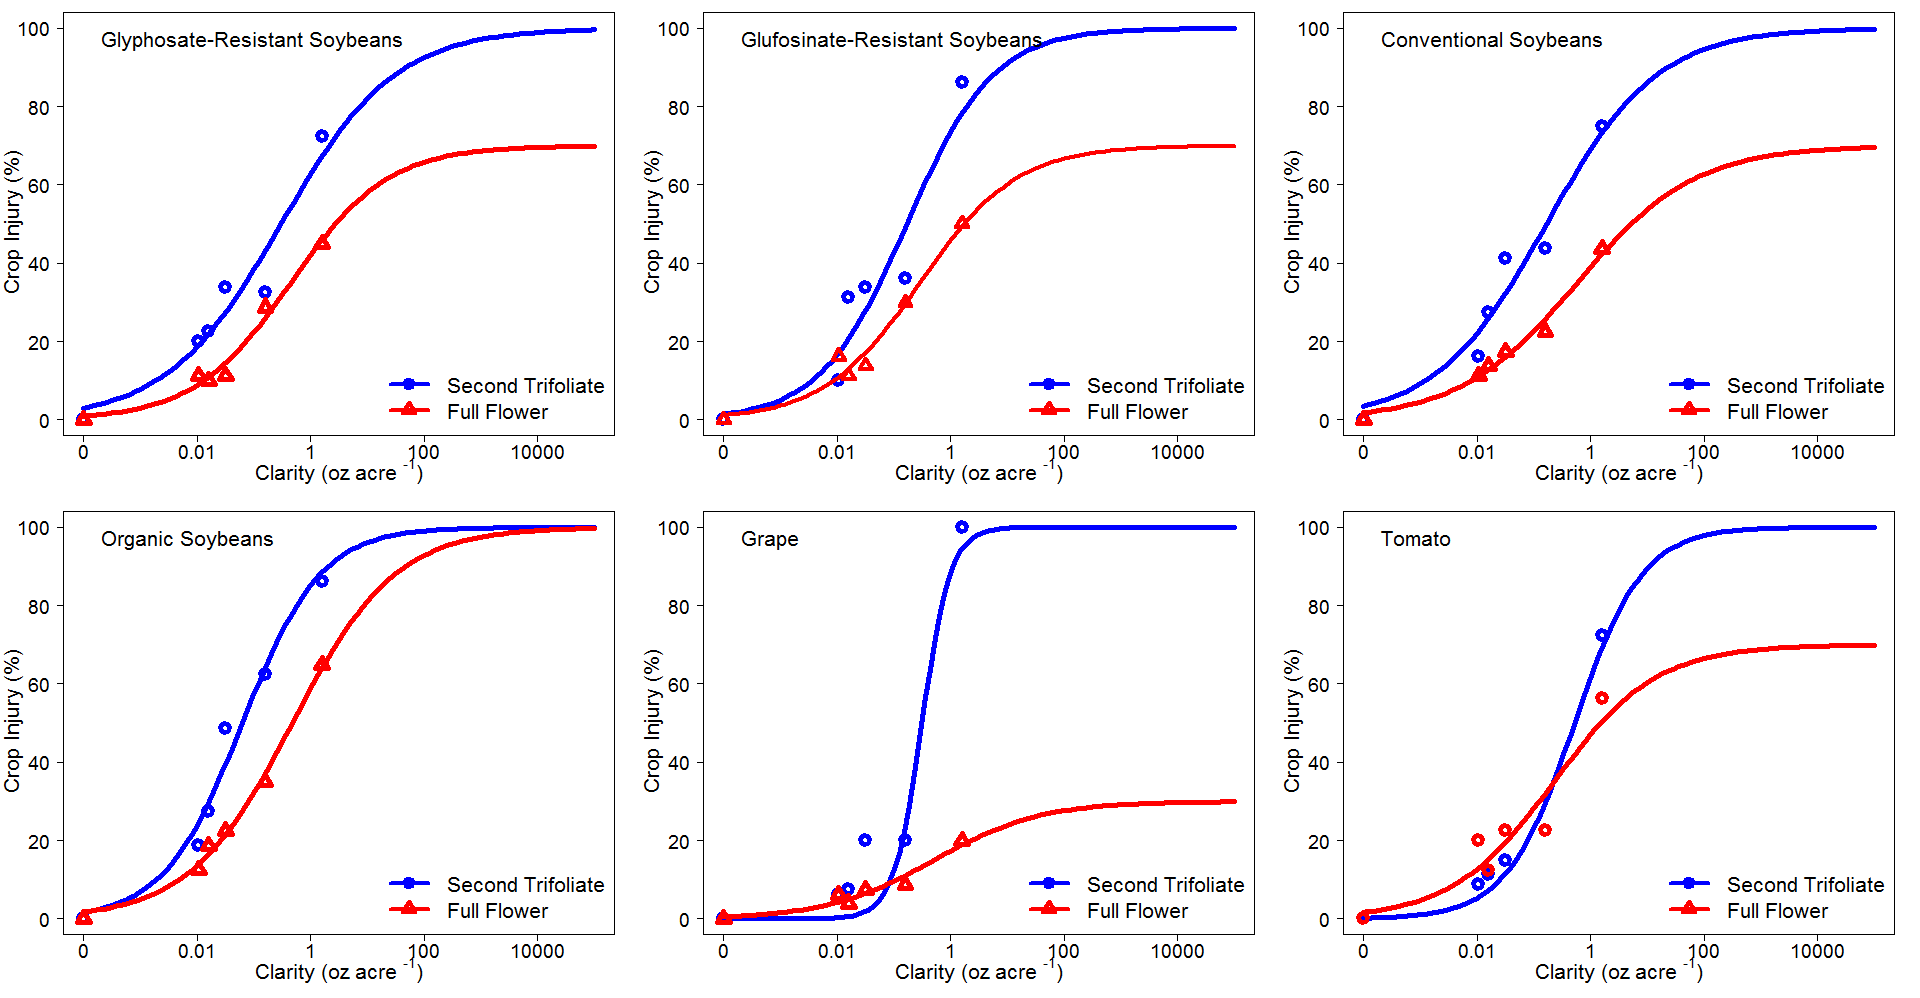 Glyphosate-Resistant Soybeans
100
80
60
40
20
0
Crop Injury (%)
Second Trifoliate
Full Flower
0 0.01 1 100 10000
Clarity (oz acre -1)
Glufosinate-Resistant Soybeans
100
80
60
40
20
0
Crop Injury (%)
Second Trifoliate
Full Flower
0 0.01 1 100 10000
Clarity (oz acre -1)
Conventional Soybeans
100
80
60
40
20
0
Crop Injury (%)
Second Trifoliate
Full Flower
0 0.01 1 100 10000
Clarity (oz acre -1)
Organic Soybeans
100
80
60
40
20
0
Crop Injury (%)
Second Trifoliate
Full Flower
0 0.01 1 100 10000
Clarity (oz acre -1)
Grape
100
80
60
40
20
0
Crop Injury (%)
Second Trifoliate
Full Flower
0 0.01 1 100 10000
Clarity (oz acre -1)
Tomato
100
80
60
40
20
0
Crop Injury (%)
Second Trifoliate
Full Flower
0 0.01 1 100 10000
Clarity (oz acre -1)